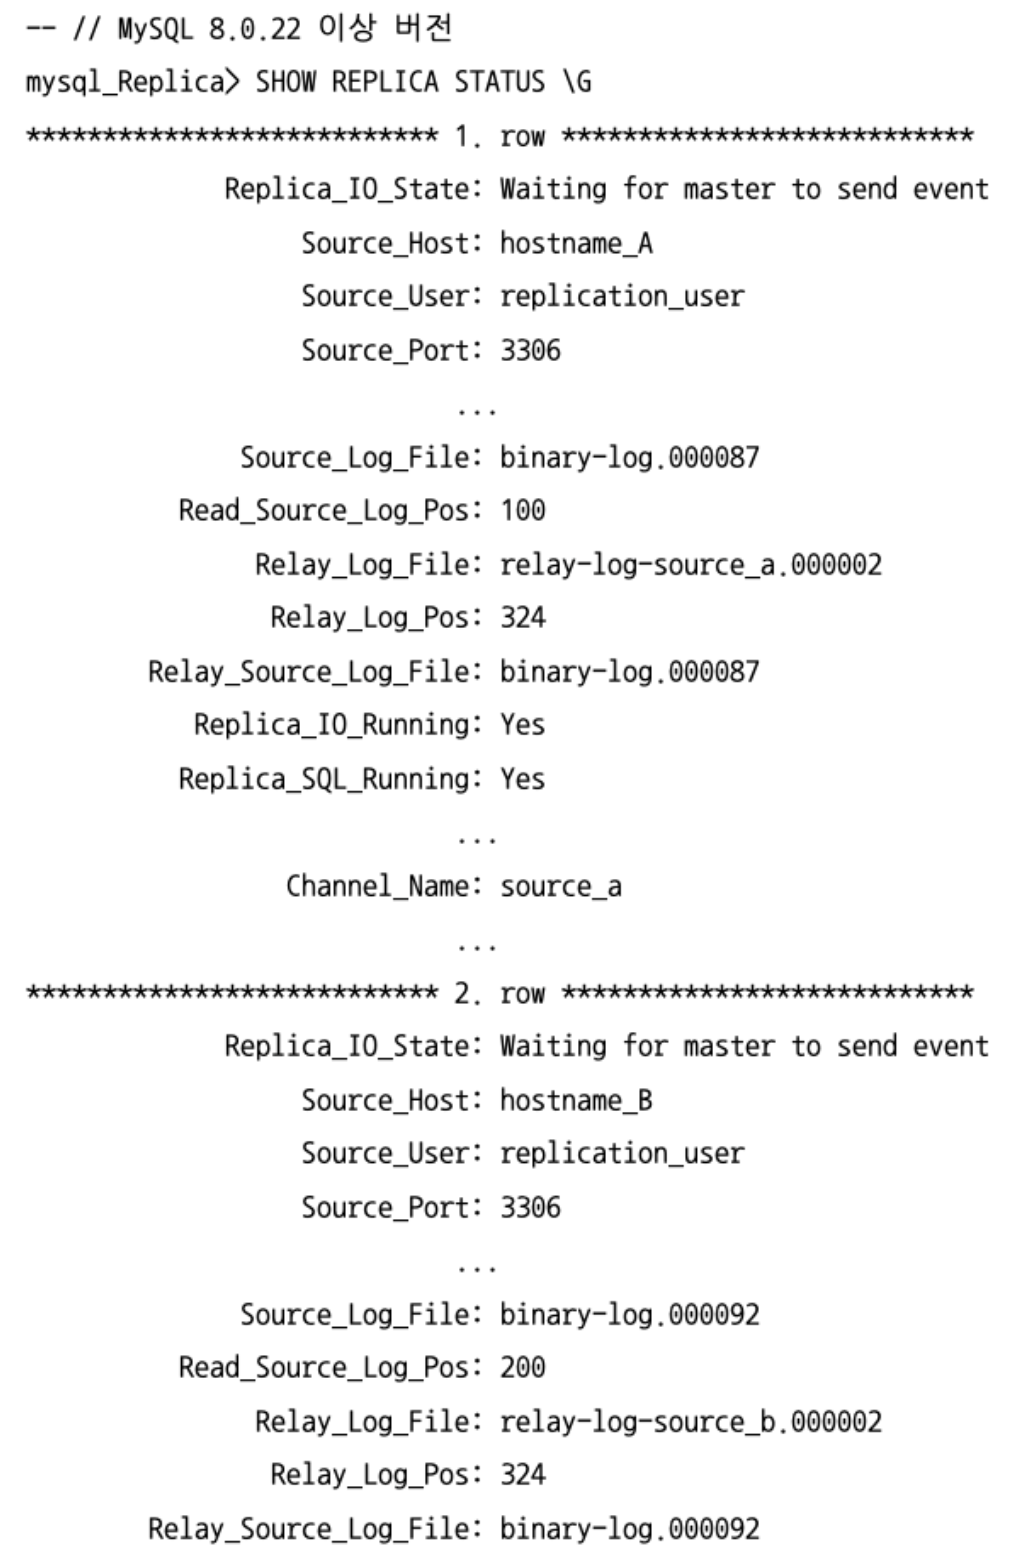 -- // MySQL 8.0.22 이상 버전
mysql_Replica> SHOW REPLICA STATUS \G
*************************** 1. row ***************************
Replica_IO_State: Waiting for master to send event
Source_Host: hostname_A
Source_User: replication_user
Source_Port: 3306
...
Source_Log_File: binary-log.000087
Read_Source_Log_Pos: 100
Relay_Log_File: relay-log-source_a.000002
Relay_Log_Pos: 324
Relay_Source_Log_File: binary-log.000087
Replica_IO_Running: Yes
Replica_SQL_Running: Yes
...
Channel_Name: source_a
...
*************************** 2. row ***************************
Replica_IO_State: Waiting for master to send event
Source_Host: hostname_B
Source_User: replication_user
Source_Port: 3306
...
Source_Log_File: binary-log.000092
Read_Source_Log_Pos: 200
Relay_Log_File: relay-log-source_b.000002
Relay_Log_Pos: 324
Relay_Source_Log_File: binary-log.000092